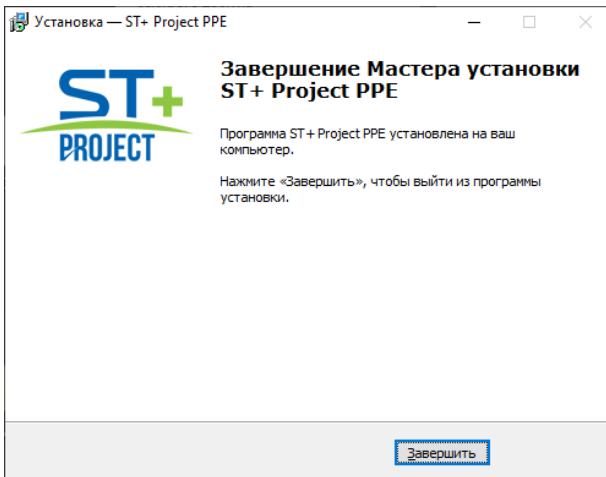 Установка — ST+ Project PPE
ST+
PROJECT
Завершение Мастера установки
ST+ Project PPE
Программа ST+Project PPE установлена на ваш
компьютер.
Нажмите «Завершить», чтобы выйти из программы
установки.
Завершить